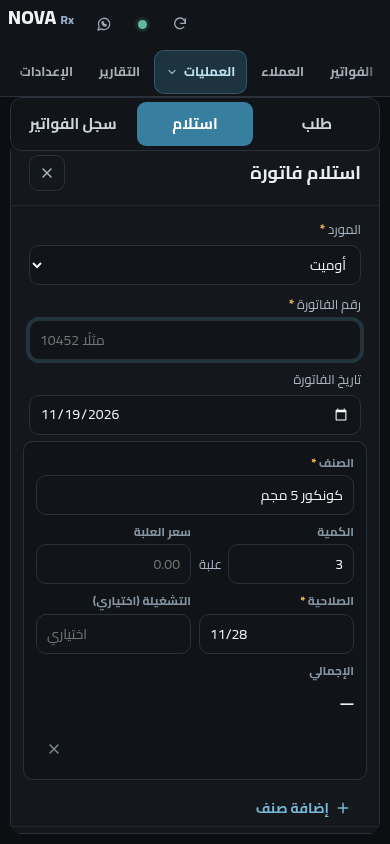 NOVA Rx
الفواتير
العملاء
العمليات
التقارير
الإعدادات
طلب
استلام
سجل الفواتير
استلام فاتورة
المورد *
أوميت
رقم الفاتورة *
مثلًا 10452
تاريخ الفاتورة
11/19/2026
الصنف *
كونكور 5 مجم
الكمية
سعر العلبة
3
علبة
0.00
الصلاحية *
التشغيلة (اختياري)
11/28
اختياري
الإجمالي
—
+ إضافة صنف